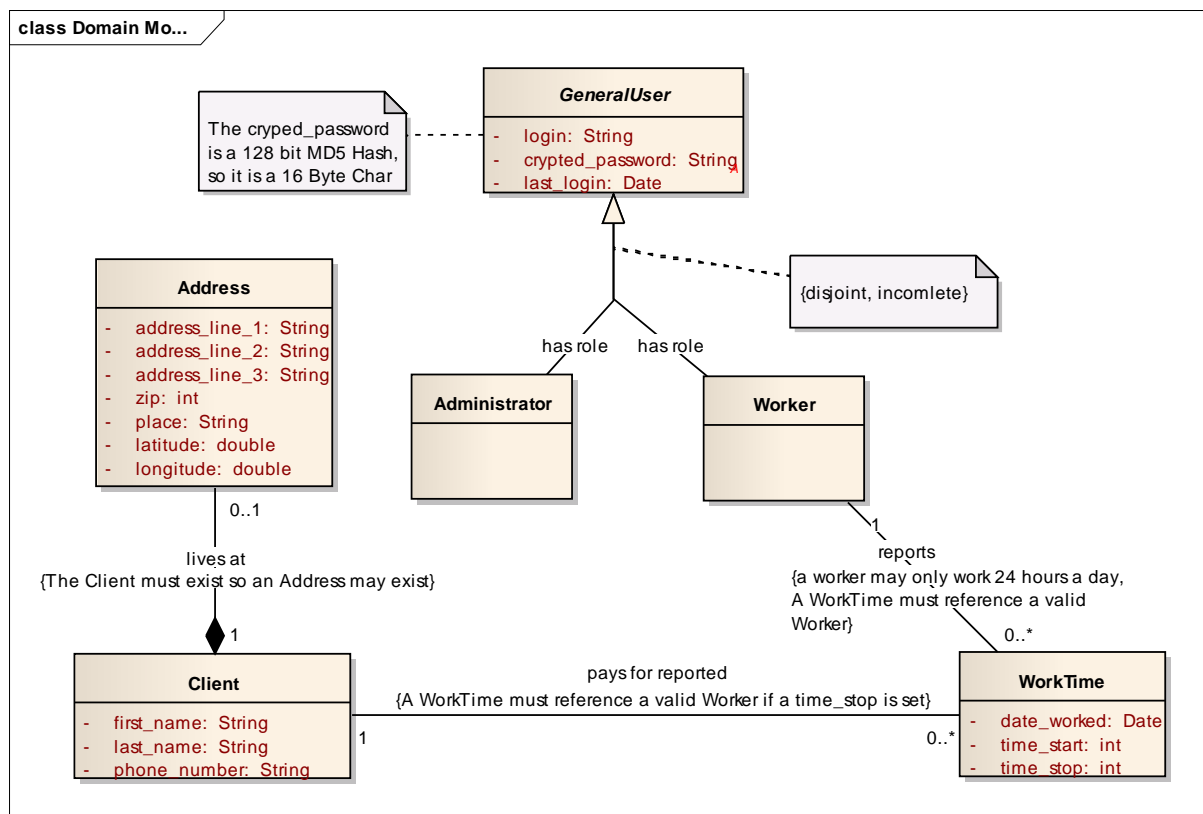 class Domain Mo...
GeneralUser
- login: String
- crypted_password: String
- last_login: Date
The cryped_password
is a 128 bit MD5 Hash,
so it is a 16 Byte Char
{disjoint, incomlete}
has role
has role
Address
- address_line_1: String
- address_line_2: String
- address_line_3: String
- zip: int
- place: String
- latitude: double
- longitude: double
Administrator
Worker
0..1
lives at
{The Client must exist so an Address may exist}
1
1
reports
{a worker may only work 24 hours a day,
A WorkTime must reference a valid
Worker}
0..*
Client
- first_name: String
- last_name: String
- phone_number: String
pays for reported
{A WorkTime must reference a valid Worker if a time_stop is set}
1
0..*
WorkTime
- date_worked: Date
- time_start: int
- time_stop: int